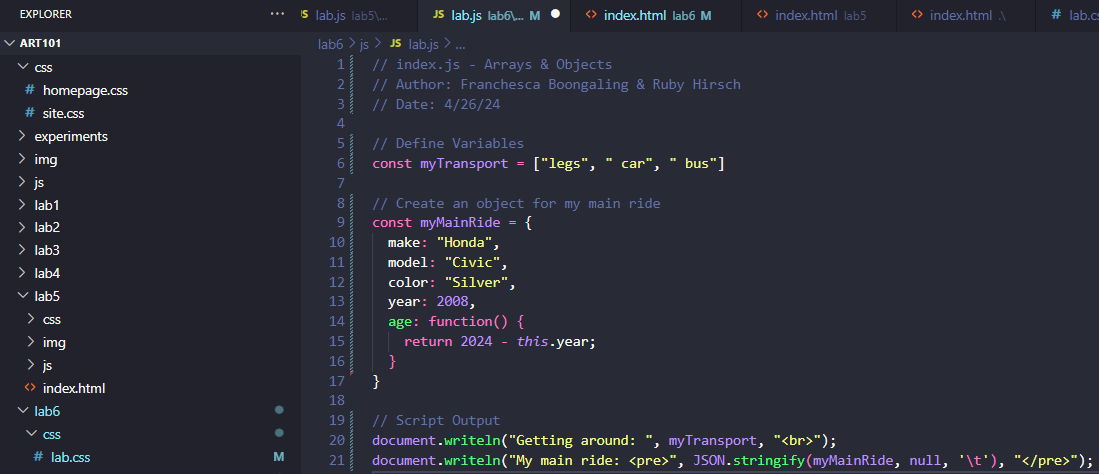 EXPLORER
ART101
css
# homepage.css
# site.css
experiments
img
js
lab1
lab2
lab3
lab4
lab5
css
img
js
<> index.html
lab6
css
# lab.css M
JS lab.js lab5\...
JS lab.js lab6\... M
<> index.html lab6 M
<> index.html lab5
<> index.html .\
# lab.cs
lab6 > js > JS lab.js > ...
1 // index.js - Arrays & Objects
2 // Author: Franchesca Boongaling & Ruby Hirsch
3 // Date: 4/26/24
4
5 // Define Variables
6 const myTransport = ["legs", " car", " bus"]
7
8 // Create an object for my main ride
9 const myMainRide = {
10 make: "Honda",
11 model: "Civic",
12 color: "Silver",
13 year: 2008,
14 age: function() {
15 return 2024 - this.year;
16 }
17 }
18
19 // Script Output
20 document.writeln("Getting around: ", myTransport, "<br>");
21 document.writeln("My main ride: <pre>", JSON.stringify(myMainRide, null, '\t'), "</pre>");